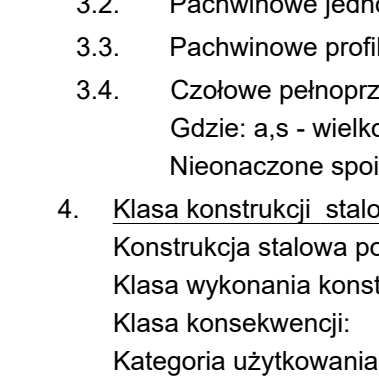 3.2. Pachwinowe jedno
3.3. Pachwinowe profil
3.4. Czołowe pełnoprz
Gdzie: a,s - wielko
Nieonaczone spoi
4. Klasa konstrukcji stalo
Konstrukcja stalowa po
Klasa wykonania konst
Klasa konsekwencji:
Kategoria użytkowania